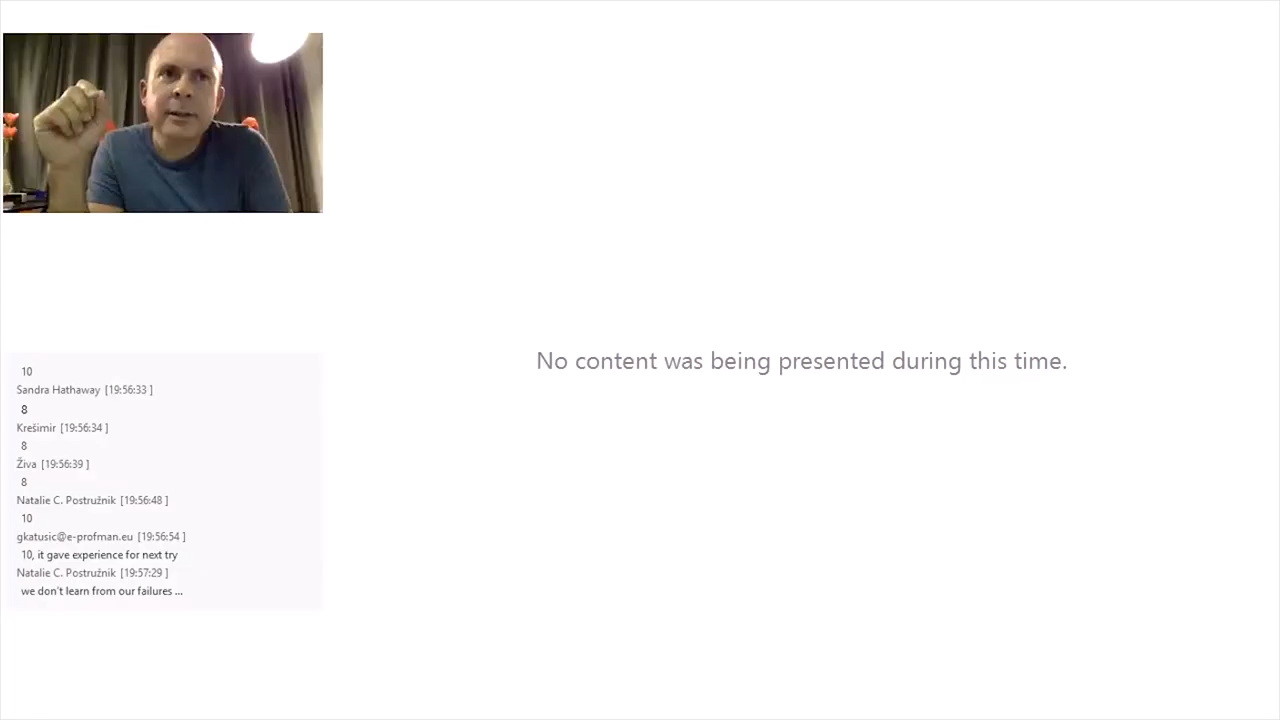 10
Sandra Hathaway [19:56:33 ]
8
Krešimir [19:56:34 ]
8
Živa [19:56:39 ]
8
Natalie C. Postružnik [19:56:48 ]
10
gkatusic@e-profman.eu [19:56:54 ]
10, it gave experience for next try
Natalie C. Postružnik [19:57:29 ]
we don't learn from our failures ...
No content was being presented during this time.